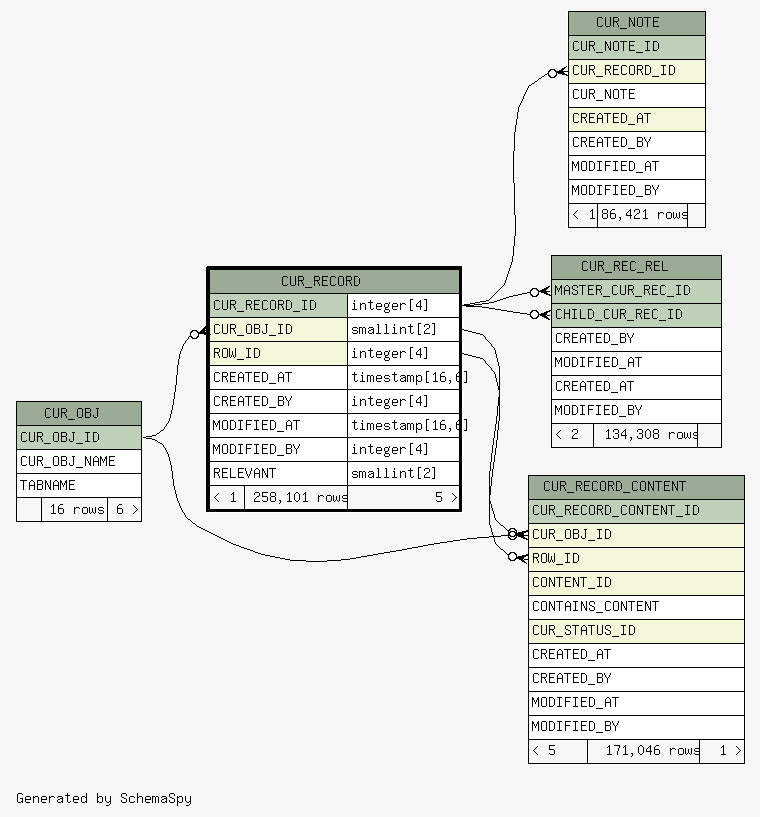 CUR_NOTE
CUR_NOTE_ID
CUR_RECORD_ID
CUR_NOTE
CREATED_AT
CREATED_BY
MODIFIED_AT
MODIFIED_BY
< 1 86,421 rows
CUR_REC_REL
MASTER_CUR_REC_ID
CHILD_CUR_REC_ID
CREATED_BY
MODIFIED_AT
CREATED_AT
MODIFIED_BY
< 2 134,308 rows
CUR_RECORD
CUR_RECORD_ID integer[4]
CUR_OBJ_ID smallint[2]
ROW_ID integer[4]
CREATED_AT timestamp[16,6]
CREATED_BY integer[4]
MODIFIED_AT timestamp[16,6]
MODIFIED_BY integer[4]
RELEVANT smallint[2]
< 1 258,101 rows 5 >
CUR_OBJ
CUR_OBJ_ID
CUR_OBJ_NAME
TABNAME
16 rows 6 >
CUR_RECORD_CONTENT
CUR_RECORD_CONTENT_ID
CUR_OBJ_ID
ROW_ID
CONTENT_ID
CONTAINS_CONTENT
CUR_STATUS_ID
CREATED_AT
CREATED_BY
MODIFIED_AT
MODIFIED_BY
< 5 171,046 rows 1 >
Generated by SchemaSpy